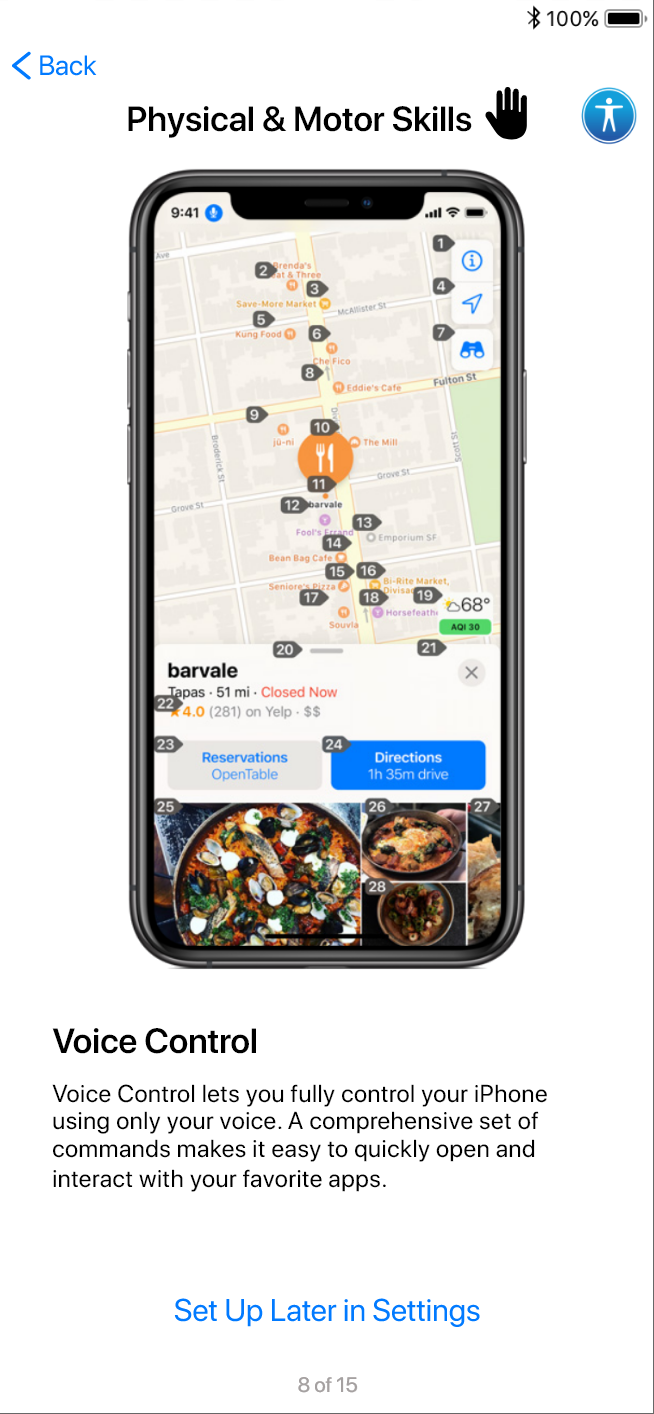 100%
Back
Physical & Motor Skills
9:41
1
Ave
2
Brenda's
at & Three
3
4
Save-More Market
McAllister St
5
6
7
Kung Food
Che Fico
8
Eddie's Cafe
Fulton St
9
10
jū-ni
The Mill
Broderick St
Scott St
Grove St
11
12
barvale
Grove St
13
Fool's Errand
14
Emporium SF
Bean Bag Cafe
15
16
Seniore's Pizza
Bi-Rite Market,
Divisad
17
18
19
68°
Horsefeathe
Souvla
AQI 30
20
21
barvale
Tapas · 51 mi · Closed Now
22
4.0 (281) on Yelp · $$
23
24
Reservations
OpenTable
Directions
1h 35m drive
25
26
27
28
Voice Control
Voice Control lets you fully control your iPhone
using only your voice. A comprehensive set of
commands makes it easy to quickly open and
interact with your favorite apps.
Set Up Later in Settings
8 of 15